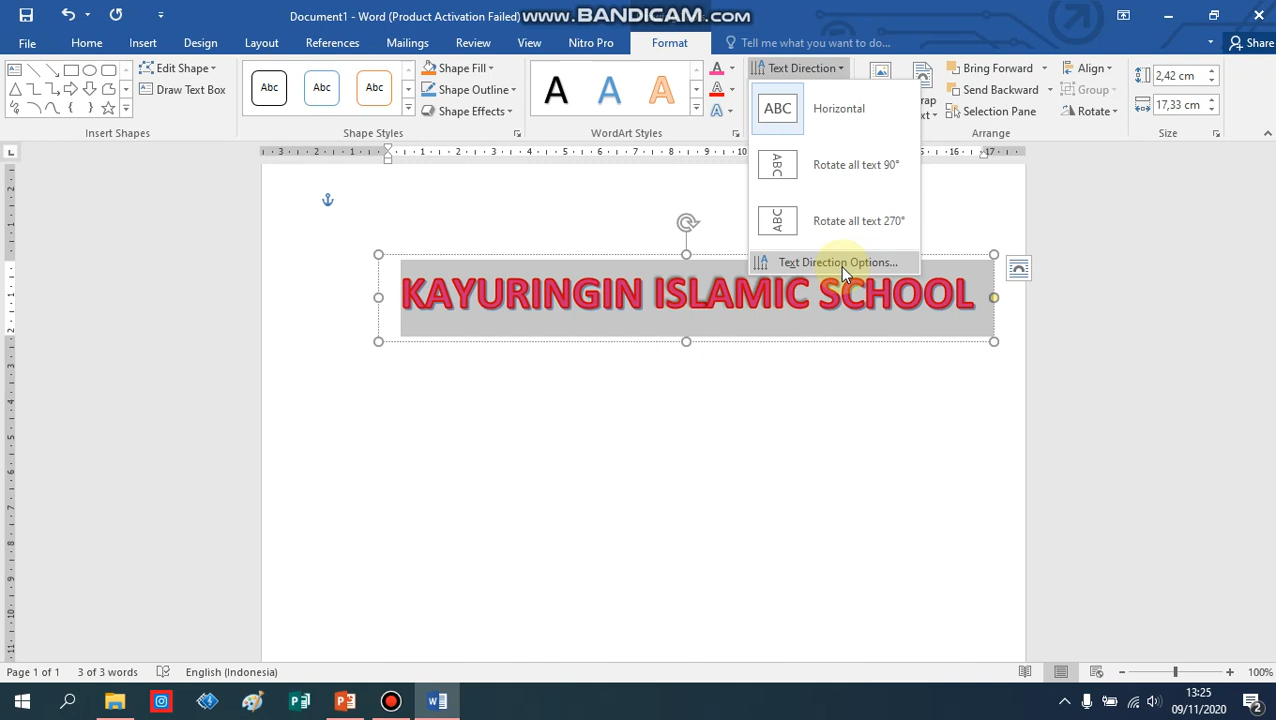 Document1 - Word (Product Activation Failed)
www.BANDICAM.com
File Home Insert Design Layout References Mailings Review View Nitro Pro Format Tell me what you want to do... Share
Edit Shape
Draw Text Box
Insert Shapes
Abc Abc Abc
Shape Fill
Shape Outline
Shape Effects
A A A
WordArt Styles
Text Direction
ABC Horizontal
ABC Rotate all text 90°
ABC Rotate all text 270°
Text Direction Options...
Bring Forward
Send Backward
Selection Pane
Align
Group
Rotate
Arrange
2,42 cm
17,33 cm
Size
KAYURINGIN ISLAMIC SCHOOL
Page 1 of 1 3 of 3 words English (Indonesia) 100%
13:25
09/11/2020
2